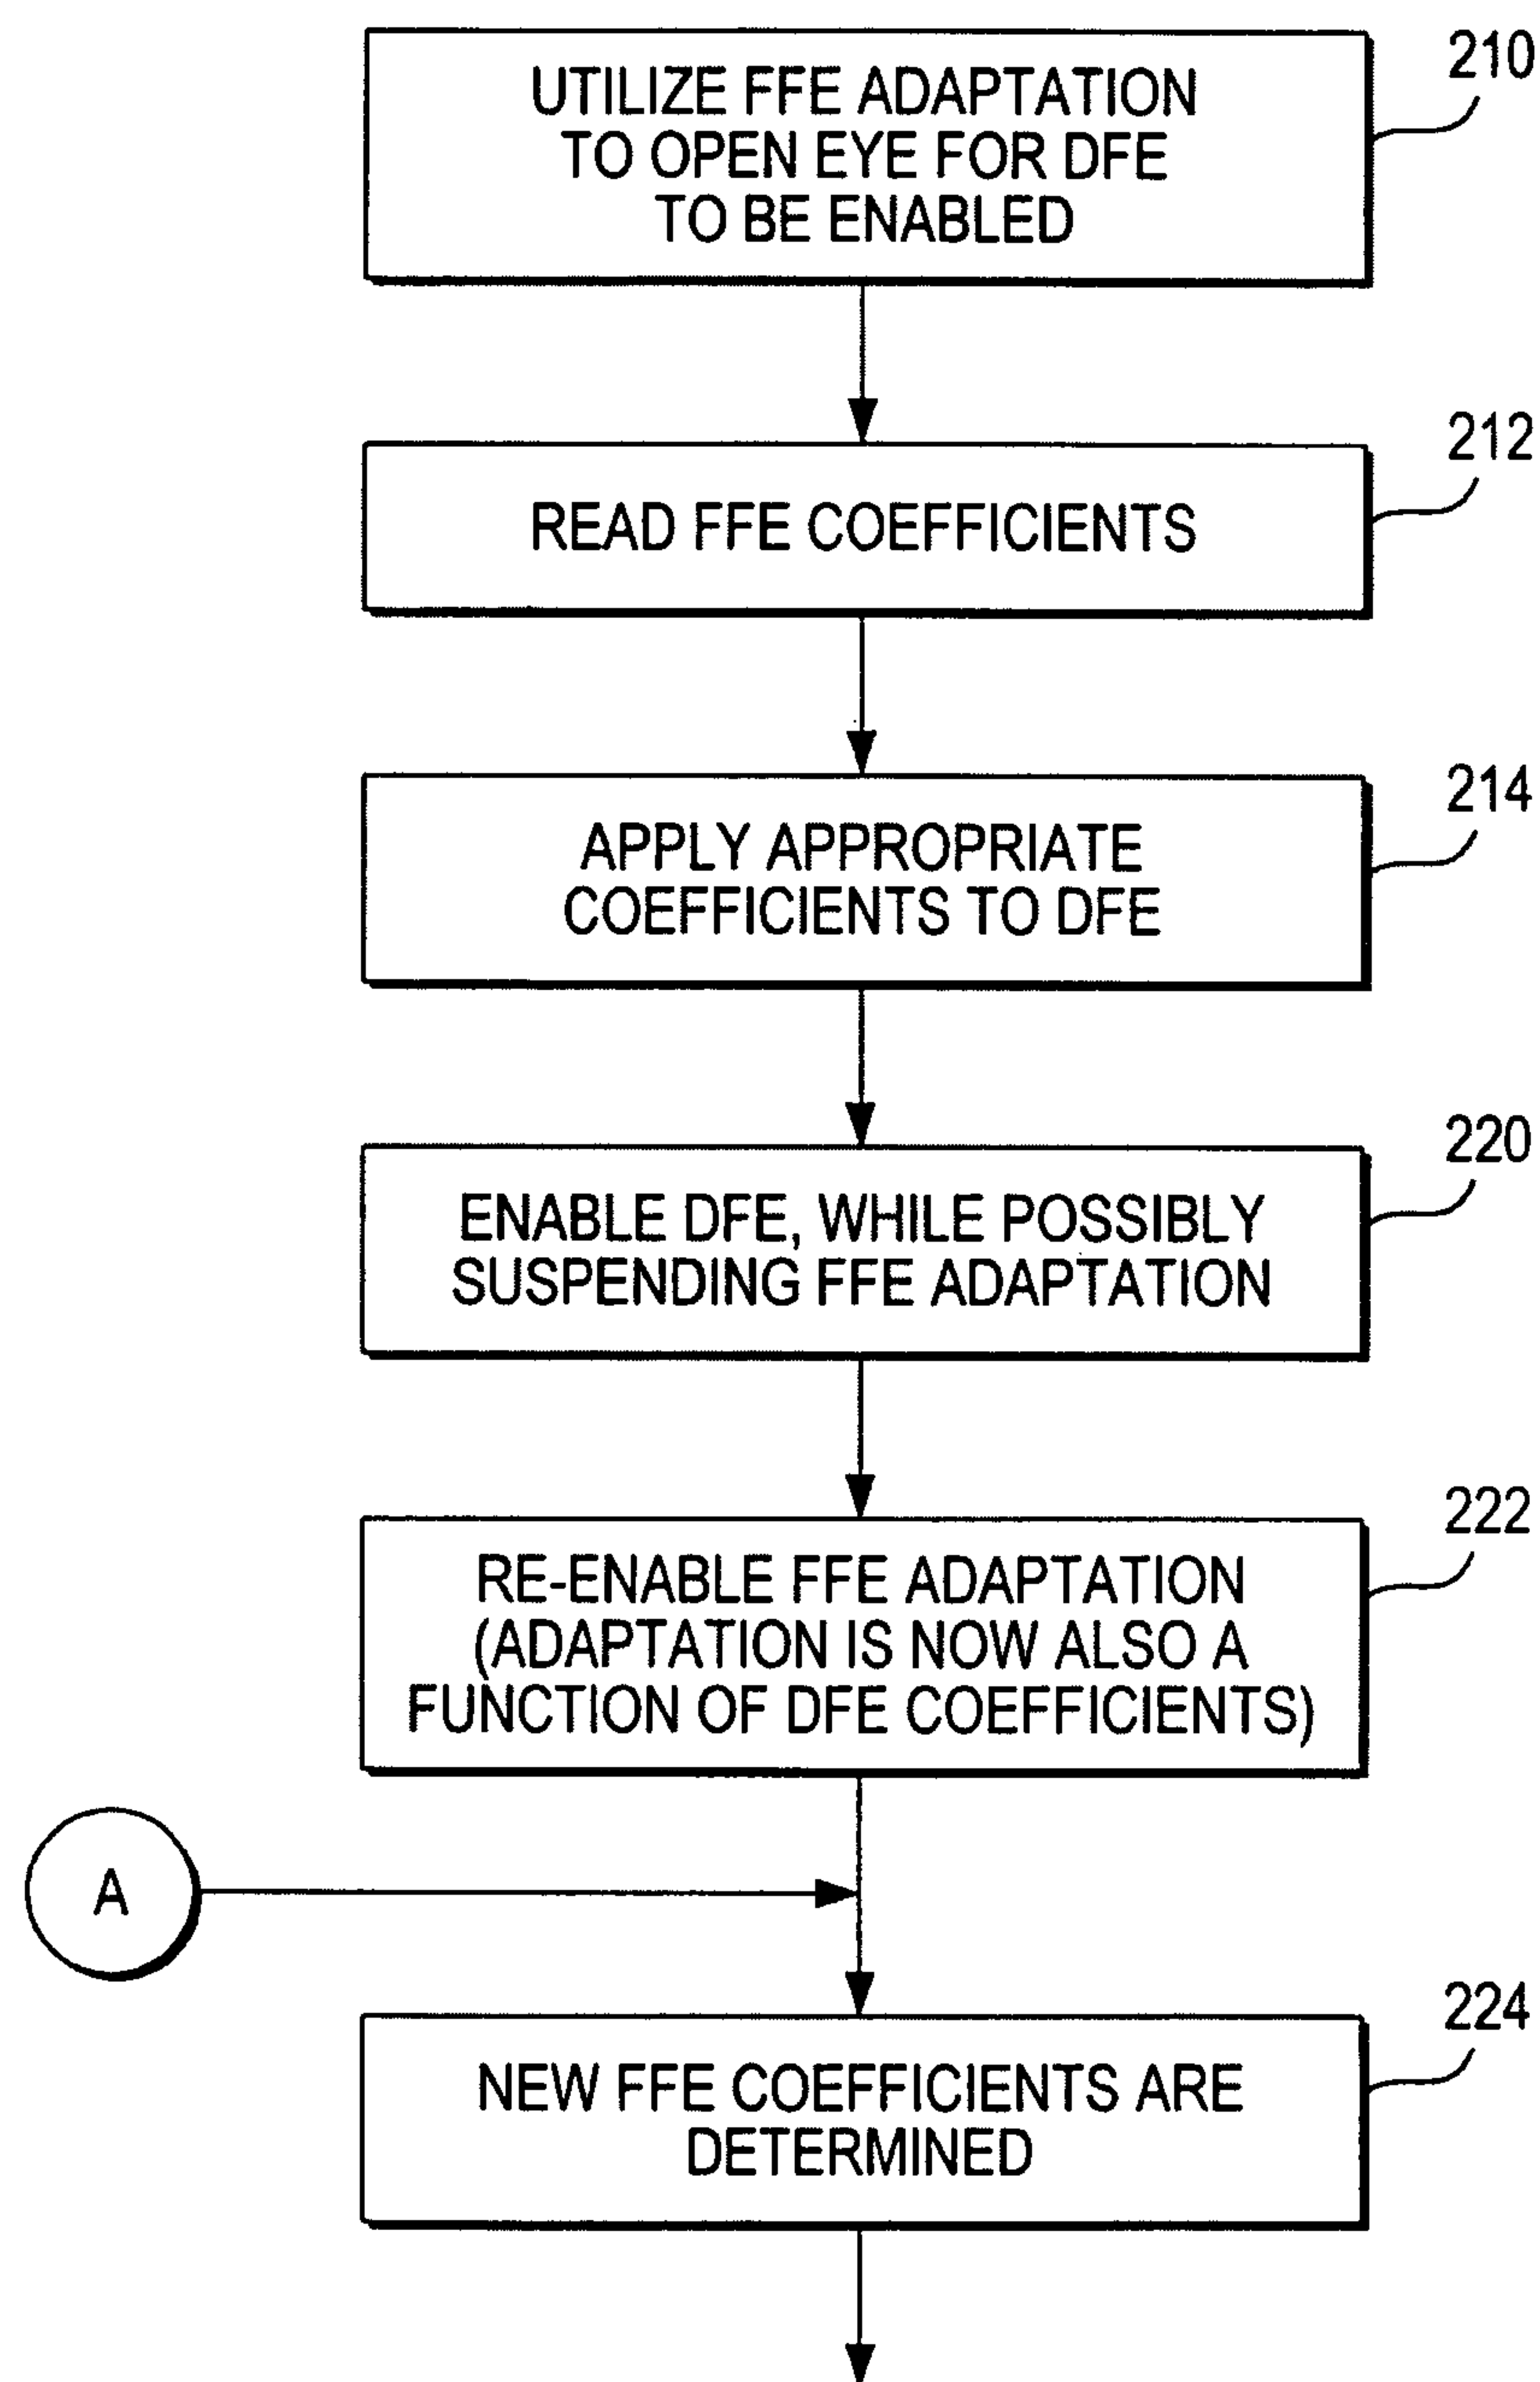 210
UTILIZE FFE ADAPTATION
TO OPEN EYE FOR DFE
TO BE ENABLED
212
READ FFE COEFFICIENTS
214
APPLY APPROPRIATE
COEFFICIENTS TO DFE
220
ENABLE DFE, WHILE POSSIBLY
SUSPENDING FFE ADAPTATION
222
RE-ENABLE FFE ADAPTATION
(ADAPTATION IS NOW ALSO A
FUNCTION OF DFE COEFFICIENTS)
A
224
NEW FFE COEFFICIENTS ARE
DETERMINED